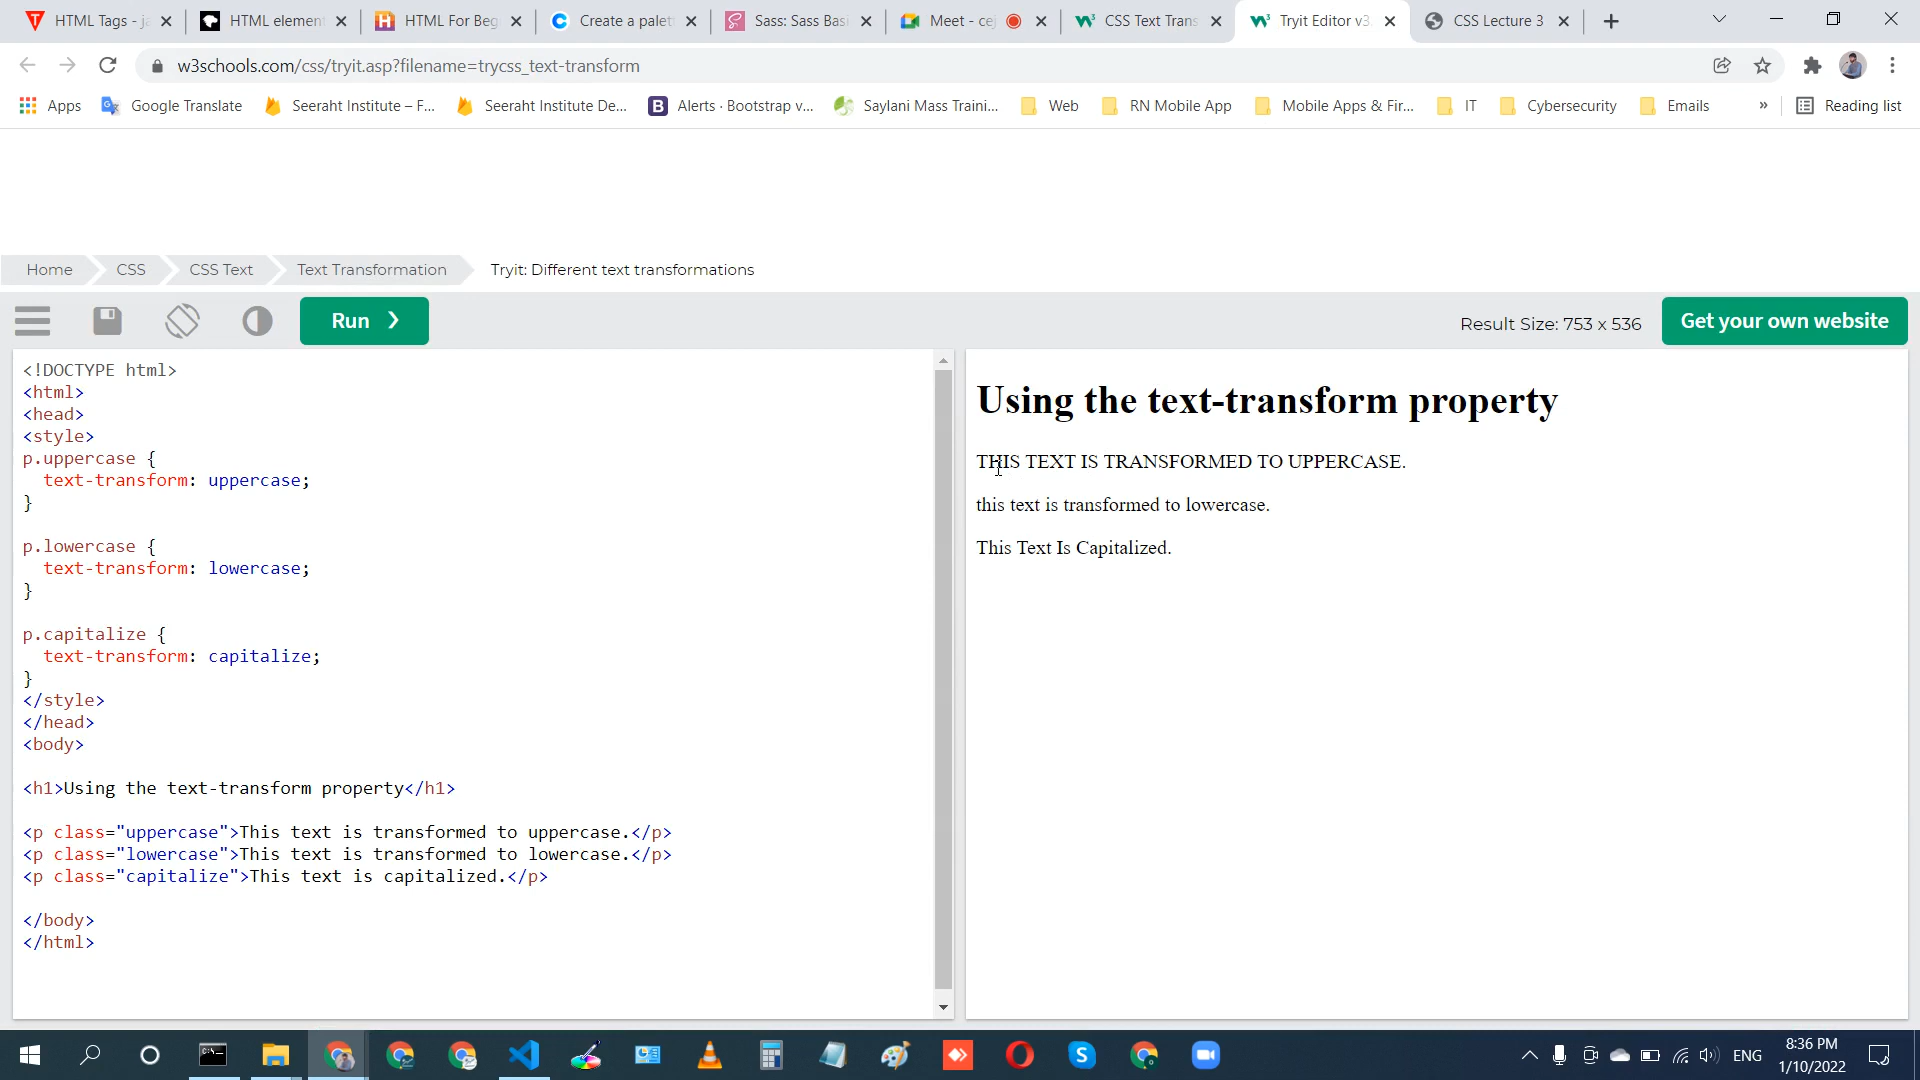 HTML Tags - ja
HTML element
HTML For Beg
Create a palet
Sass: Sass Basi
Meet - cej
CSS Text Trans
Tryit Editor v3.
CSS Lecture 3
w3schools.com/css/tryit.asp?filename=trycss_text-transform
Apps
Google Translate
Seeraht Institute – F...
Seeraht Institute De...
Alerts · Bootstrap v...
Saylani Mass Traini...
Web
RN Mobile App
Mobile Apps & Fir...
IT
Cybersecurity
Emails
»
Reading list
Home
CSS
CSS Text
Text Transformation
Tryit: Different text transformations
Run ❯
Result Size: 753 x 536
Get your own website
<!DOCTYPE html>
<html>
<head>
<style>
p.uppercase {
  text-transform: uppercase;
}
p.lowercase {
  text-transform: lowercase;
}
p.capitalize {
  text-transform: capitalize;
}
</style>
</head>
<body>
<h1>Using the text-transform property</h1>
<p class="uppercase">This text is transformed to uppercase.</p>
<p class="lowercase">This text is transformed to lowercase.</p>
<p class="capitalize">This text is capitalized.</p>
</body>
</html>
Using the text-transform property
THIS TEXT IS TRANSFORMED TO UPPERCASE.
this text is transformed to lowercase.
This Text Is Capitalized.
ENG
8:36 PM
1/10/2022